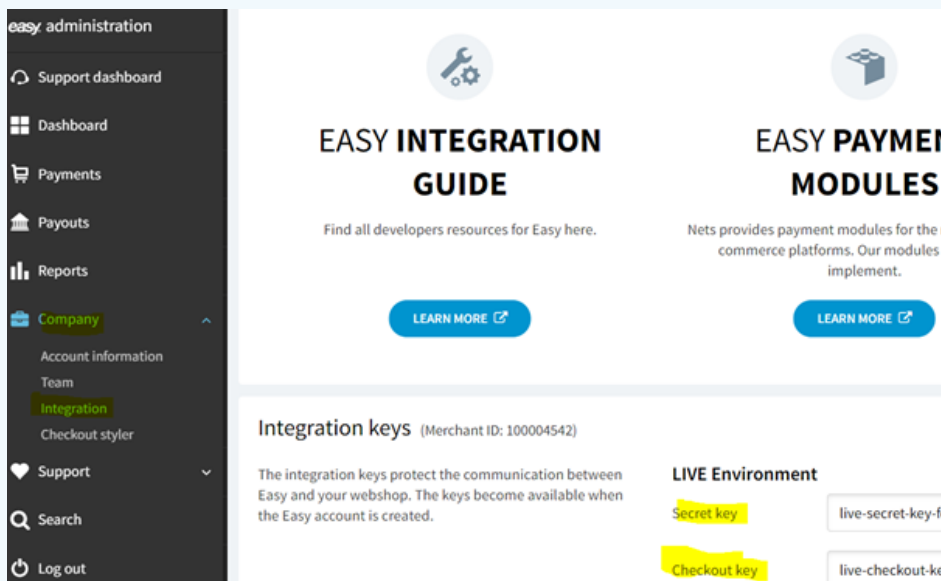 easy administration
Support dashboard
Dashboard
Payments
Payouts
Reports
Company
Account information
Team
Integration
Checkout styler
Support
Search
Log out
EASY INTEGRATION
GUIDE
Find all developers resources for Easy here.
LEARN MORE
EASY
MODULES
Nets provides payment modules for the
commerce platforms. Our modules
implement.
LEARN MORE
Integration keys (Merchant ID: 100004542)
The integration keys protect the communication between
Easy and your webshop. The keys become available when
the Easy account is created.
LIVE Environment
Secret key
live-secret-key-f
Checkout key
live-checkout-ke